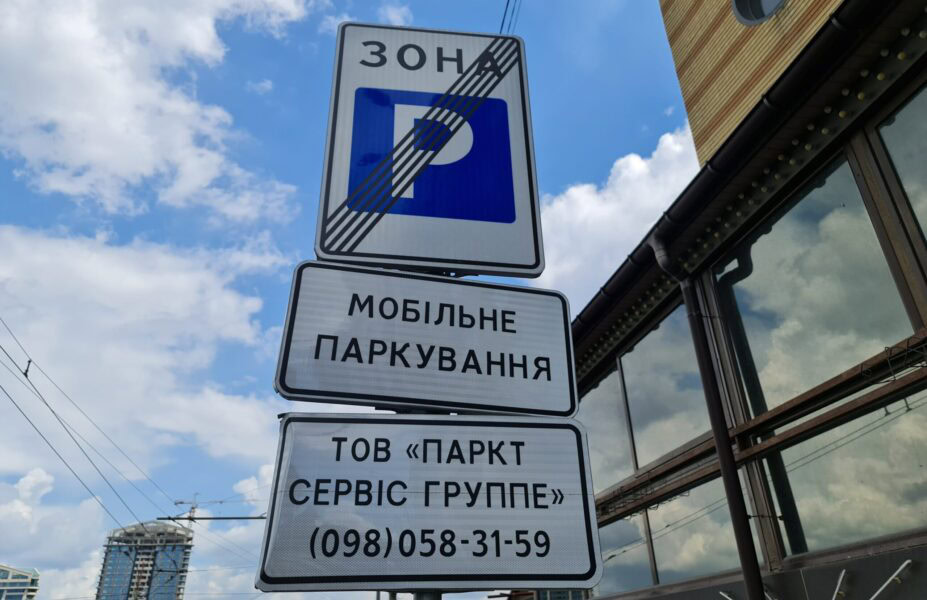 ЗОНА
P
МОБІЛЬНЕ
ПАРКУВАННЯ
ТОВ «ПАРКТ
СЕРВІС ГРУППЕ»
(098)058-31-59